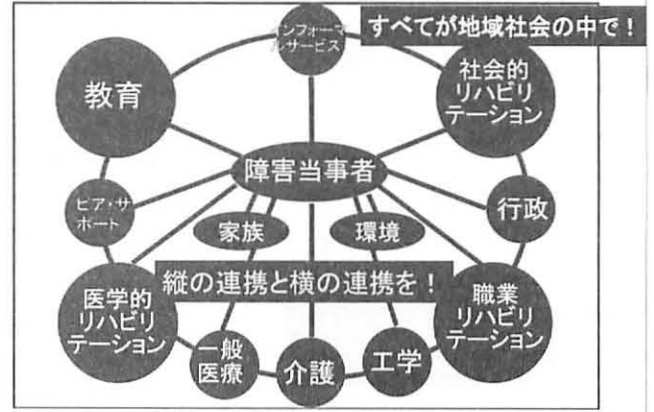 ンフォーマ
ルサービス
すべてが地域社会の中で！
教育
社会的
リハビリ
テーション
障害当事者
ピア・サ
ポート
行政
家族
環境
縦の連携と横の連携を！
医学的
リハビリ
テーション
職業
リハビリ
テーション
一般
医療
介護
工学